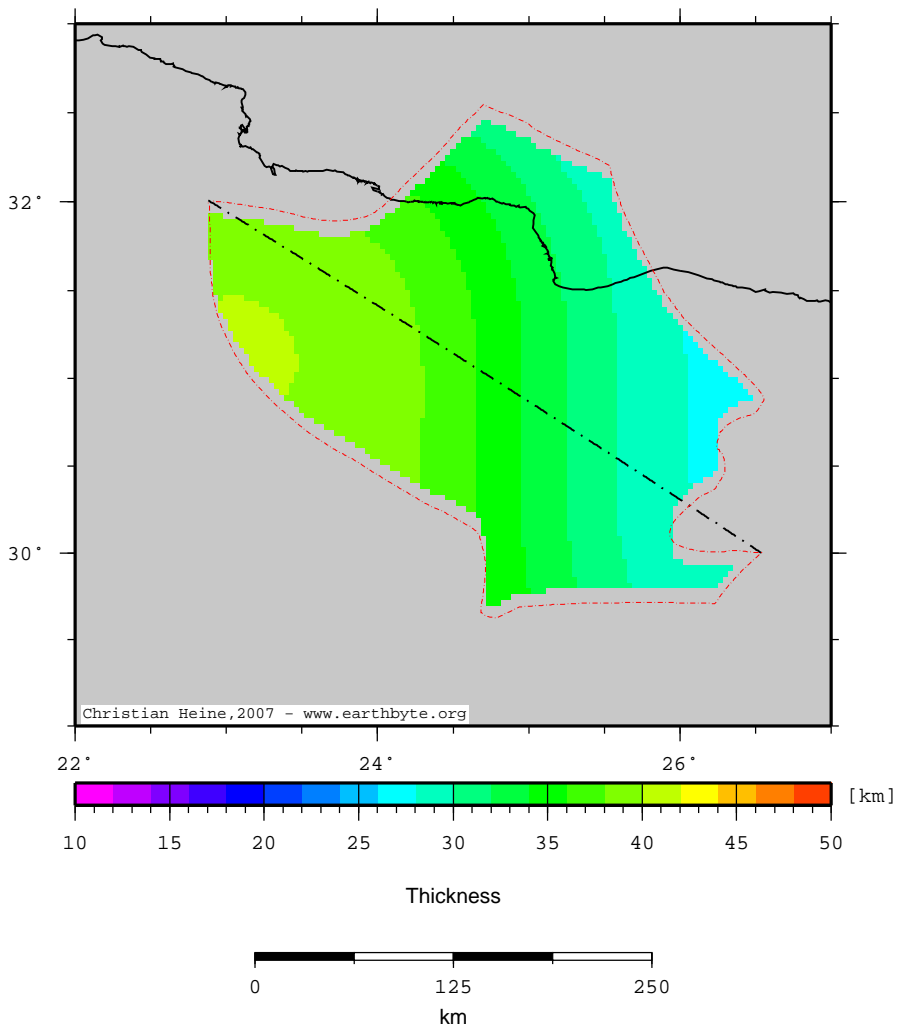 32°
30°
Christian Heine,2007 - www.earthbyte.org
22° 24° 26°
[km]
10 15 20 25 30 35 40 45 50
Thickness
0 125 250
km